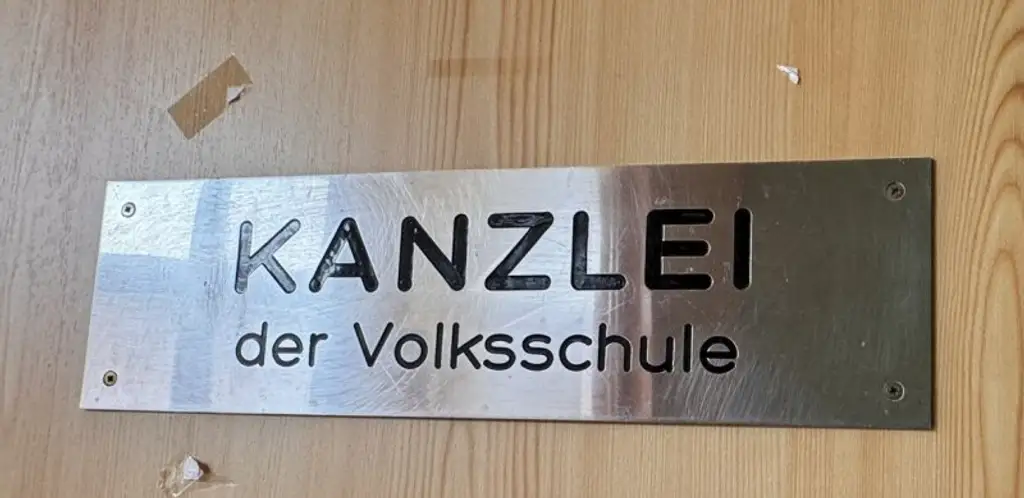 KANZLEI
der Volksschule